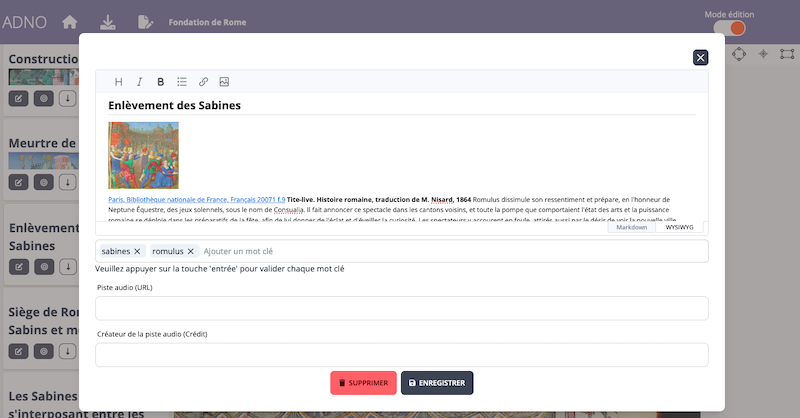 ADNO
Fondation de Rome
Mode édition
Constructio
Meurtre de
Enlèvemen
Sabines
Siège de Ro
Sabins et m
Les Sabines
s'interposant entre les
H I B
Enlèvement des Sabines
Paris, Bibliothèque nationale de France, Français 20071 f.9 Tite-live. Histoire romaine, traduction de M. Nisard, 1864 Romulus dissimule son ressentiment et prépare, en l'honneur de
Neptune Équestre, des jeux solennels, sous le nom de Consualia. Il fait annoncer ce spectacle dans les cantons voisins, et toute la pompe que comportaient l'état des arts et la puissance
romaine se déploie dans les préparatifs de la fête, afin de lui donner de l'éclat et d'éveiller la curiosité. Les spectateurs y accourent en foule, attirés aussi par le désir de voir la nouvelle ville
Markdown WYSIWYG
sabines romulus Ajouter un mot clé
Veuillez appuyer sur la touche 'entrée' pour valider chaque mot clé
Piste audio (URL)
Créateur de la piste audio (Crédit)
SUPPRIMER ENREGISTRER